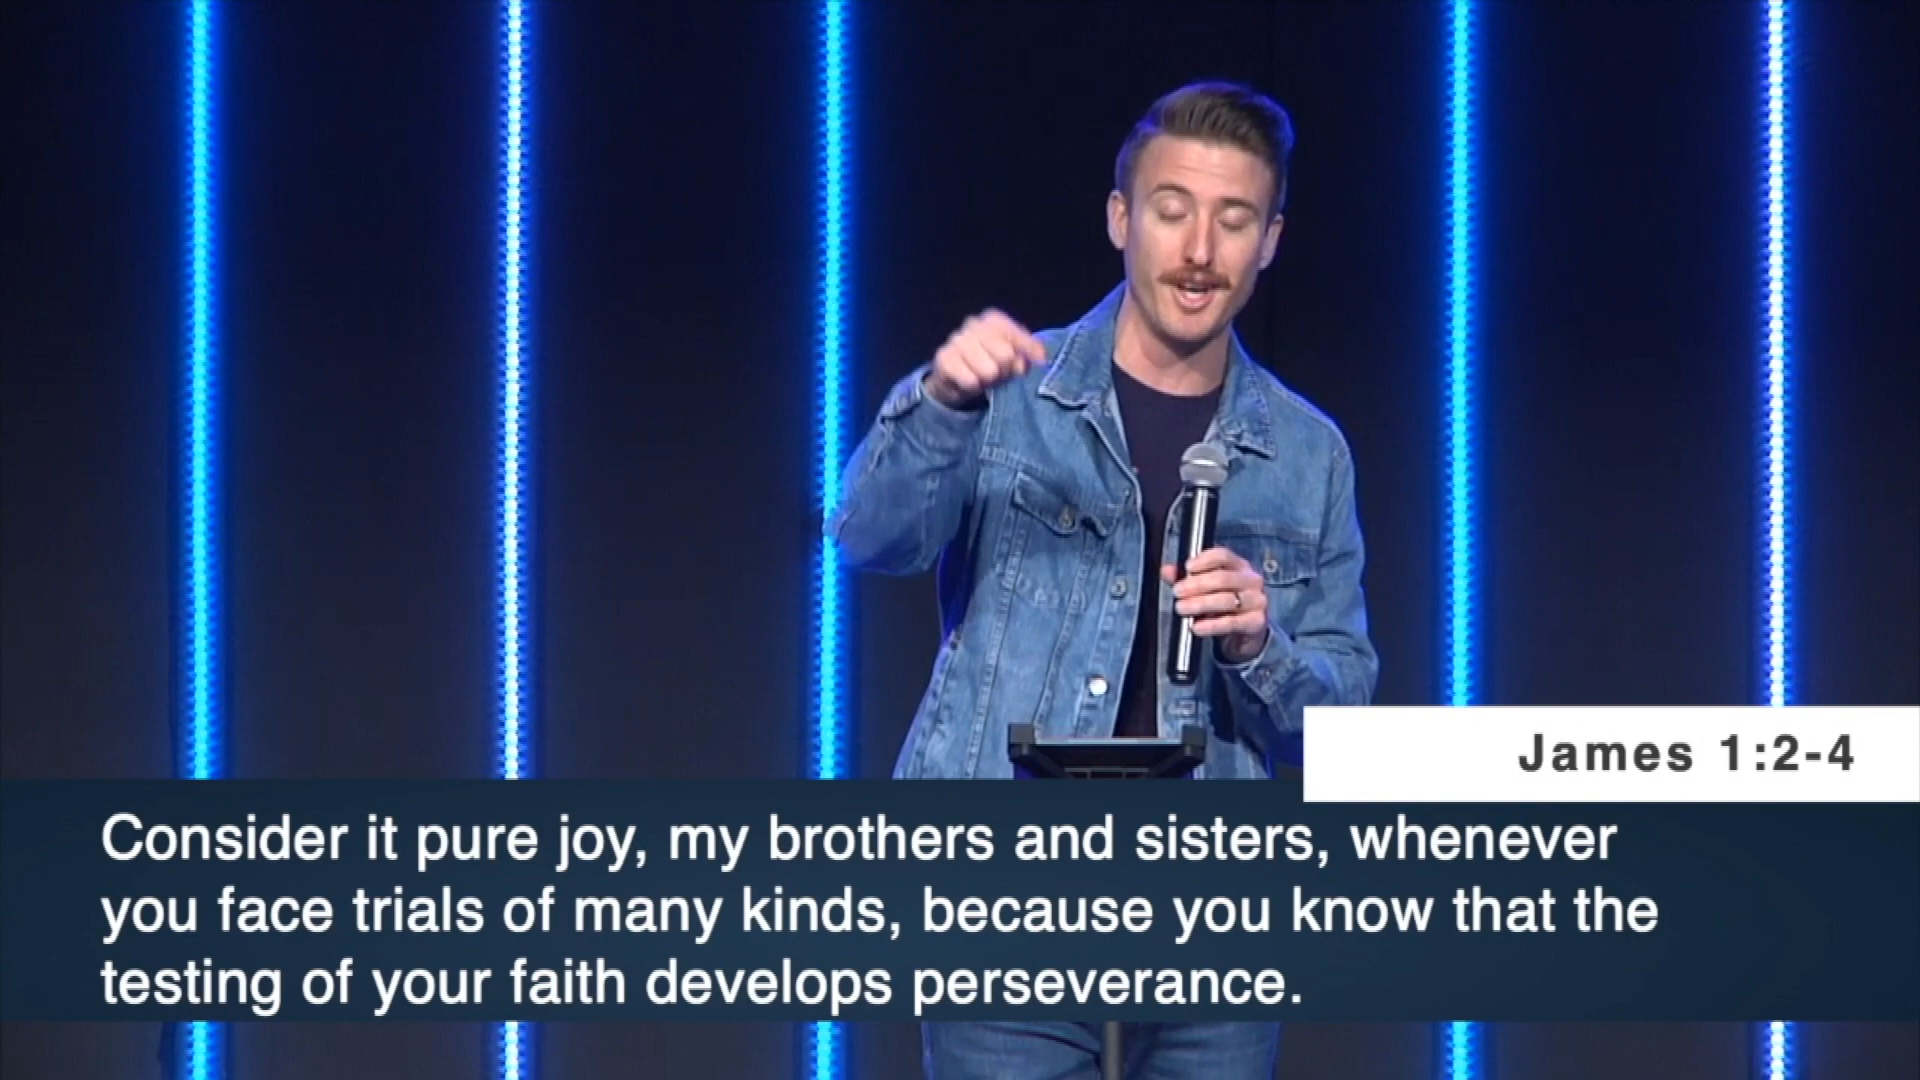 James 1:2-4
Consider it pure joy, my brothers and sisters, whenever
you face trials of many kinds, because you know that the
testing of your faith develops perseverance.